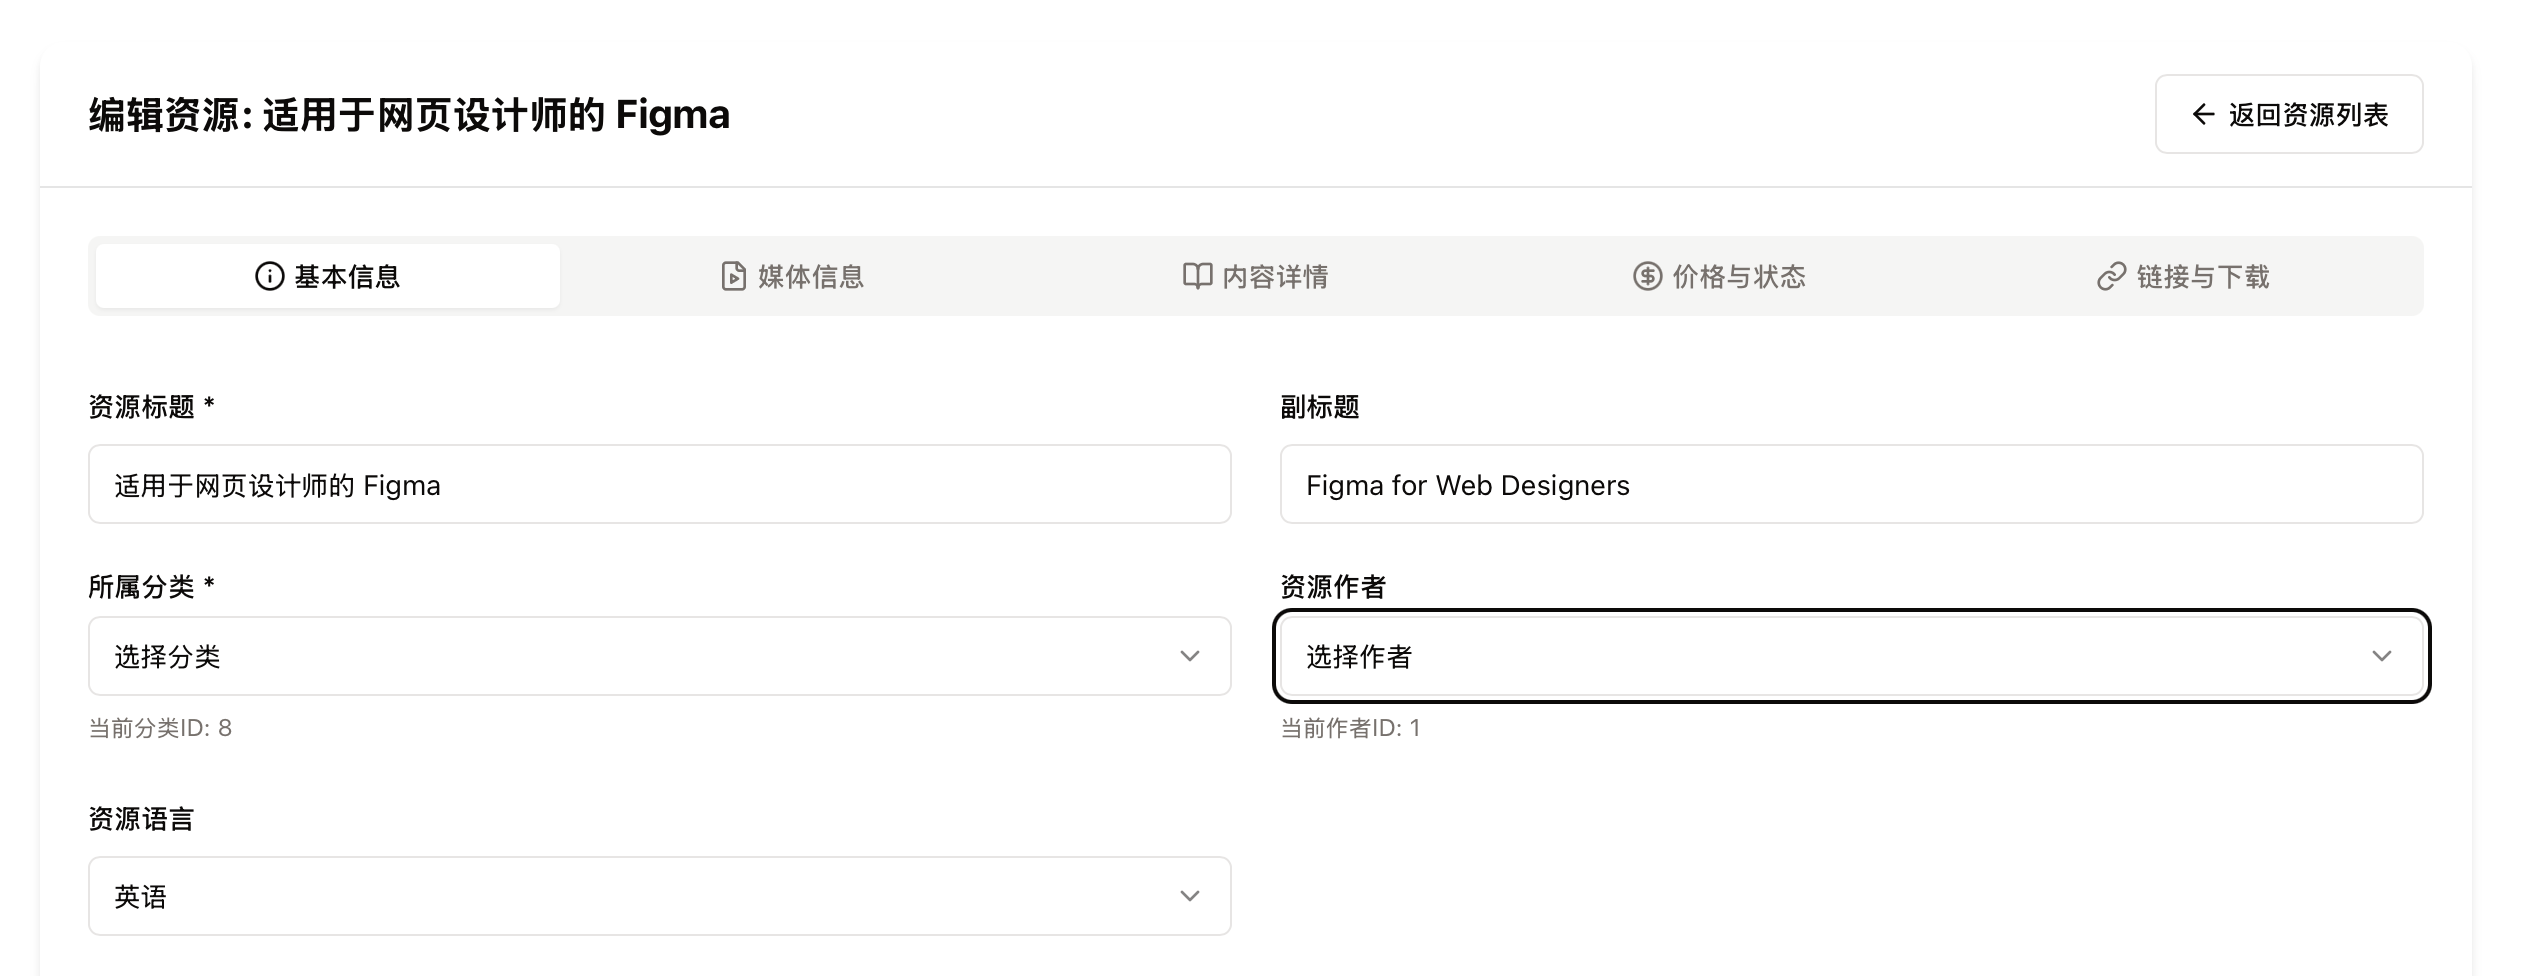 编辑资源: 适用于网页设计师的 Figma
返回资源列表
基本信息
媒体信息
内容详情
价格与状态
链接与下载
资源标题 *
副标题
适用于网页设计师的 Figma
Figma for Web Designers
所属分类 *
资源作者
选择分类
选择作者
当前分类ID: 8
当前作者ID: 1
资源语言
英语